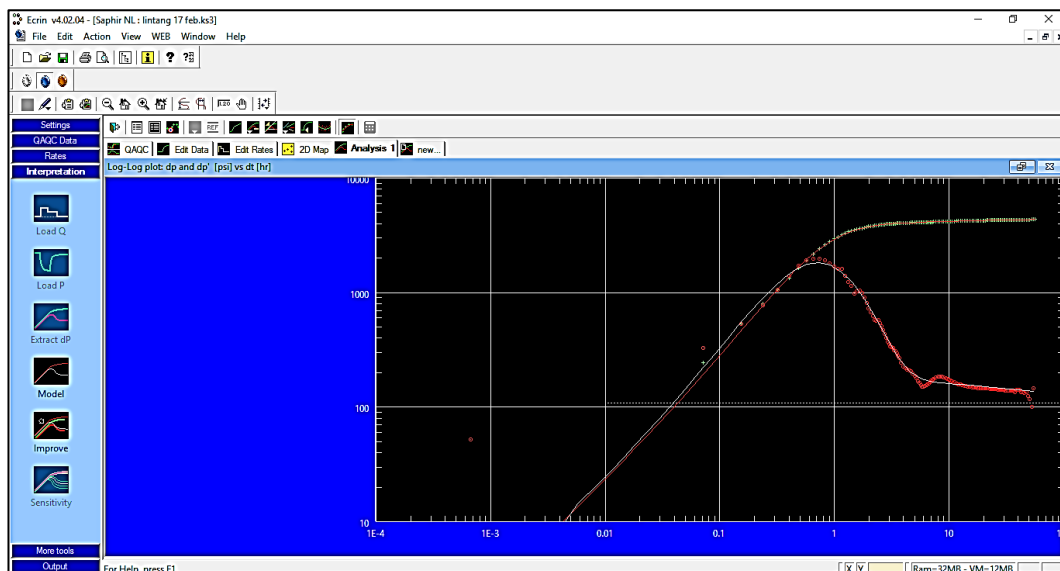 Ecrin v4.02.04 - [Saphir NL : lintang 17 feb.ks3]
File Edit Action View WEB Window Help
Settings
QAQC Data
Rates
Interpretation
Load Q
Load P
Extract dP
Model
Improve
Sensitivity
More tools
Output
REF
QAQC Edit Data Edit Rates 2D Map Analysis 1 new...
Log-Log plot: dp and dp' [psi] vs dt [hr]
10000
1000
100
10
1E-4 1E-3 0.01 0.1 1 10
For Help, press F1
X Y Ram=32MB - VM=12MB